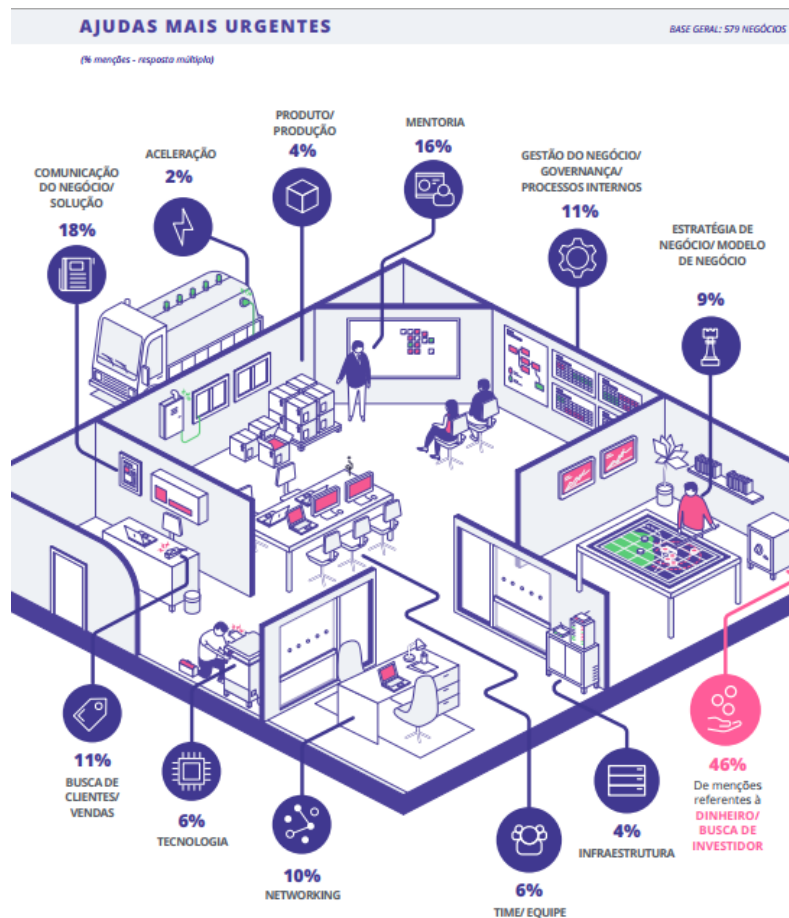 AJUDAS MAIS URGENTES
BASE GERAL: 579 NEGÓCIOS
(% menções - resposta múltipla)
PRODUTO/
PRODUÇÃO
4%
MENTORIA
16%
ACELERAÇÃO
2%
GESTÃO DO NEGÓCIO/
GOVERNANÇA/
PROCESSOS INTERNOS
11%
COMUNICAÇÃO
DO NEGÓCIO/
SOLUÇÃO
18%
ESTRATÉGIA DE
NEGÓCIO/ MODELO
DE NEGÓCIO
9%
11%
BUSCA DE
CLIENTES/
VENDAS
6%
TECNOLOGIA
10%
NETWORKING
6%
TIME/ EQUIPE
4%
INFRAESTRUTURA
46%
De menções
referentes à
DINHEIRO/
BUSCA DE
INVESTIDOR